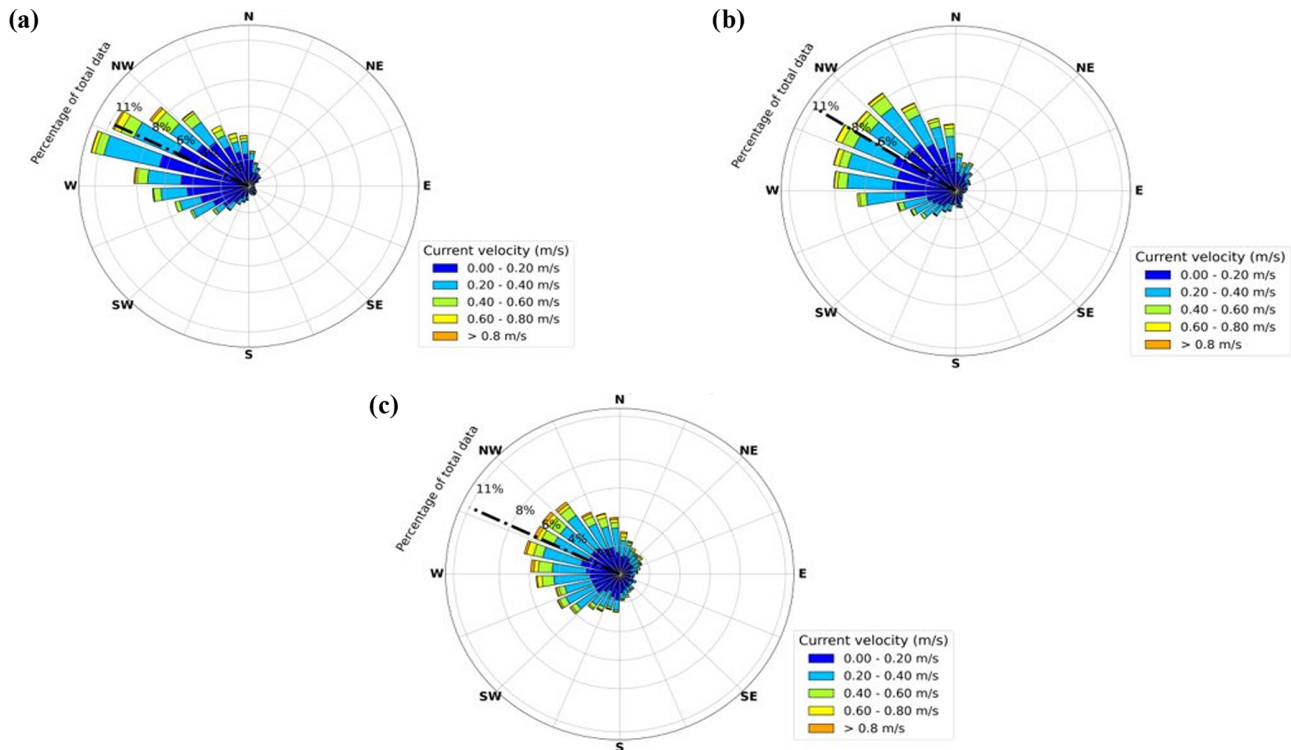 (a)
N
NW
NE
Percentage of total data
11%
8%
6%
W
E
SW
SE
S
Current velocity (m/s)
0.00 - 0.20 m/s
0.20 - 0.40 m/s
0.40 - 0.60 m/s
0.60 - 0.80 m/s
> 0.8 m/s
(b)
N
NW
NE
Percentage of total data
11%
8%
6%
W
E
SW
SE
S
Current velocity (m/s)
0.00 - 0.20 m/s
0.20 - 0.40 m/s
0.40 - 0.60 m/s
0.60 - 0.80 m/s
> 0.8 m/s
(c)
N
NW
NE
Percentage of total data
11%
8%
6%
4%
W
E
SW
SE
S
Current velocity (m/s)
0.00 - 0.20 m/s
0.20 - 0.40 m/s
0.40 - 0.60 m/s
0.60 - 0.80 m/s
> 0.8 m/s